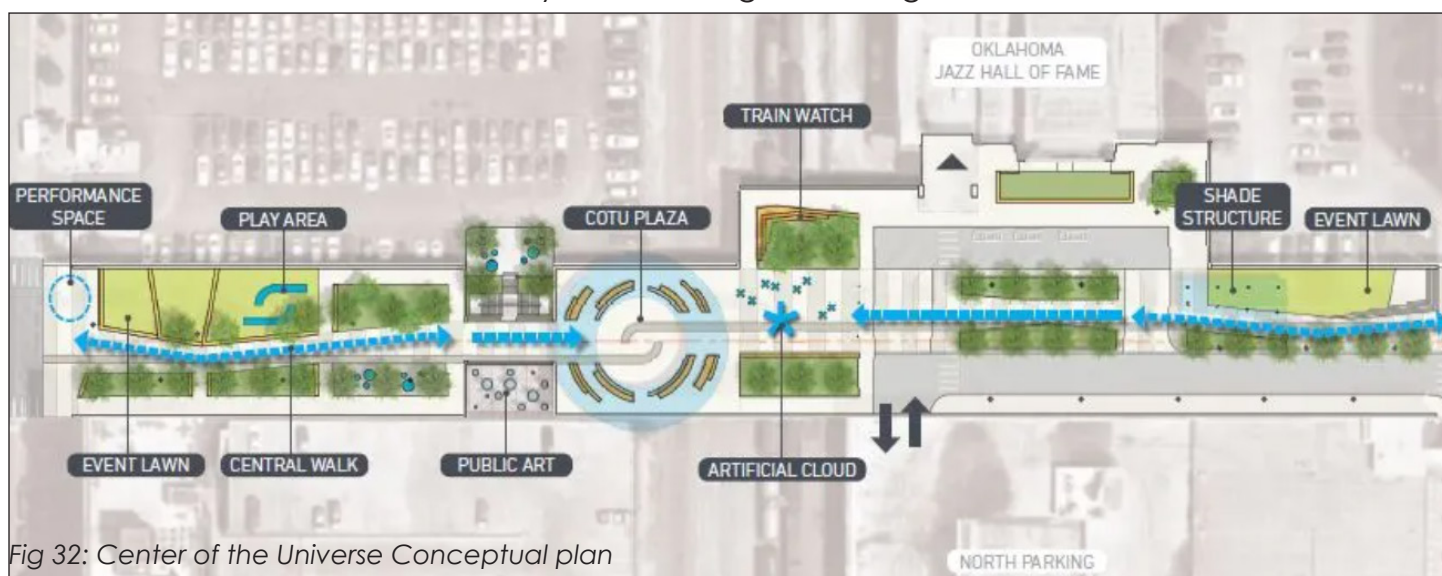 OKLAHOMA
JAZZ HALL OF FAME
TRAIN WATCH
PERFORMANCE
SPACE
PLAY AREA
COTU PLAZA
SHADE
STRUCTURE
EVENT LAWN
EVENT LAWN
CENTRAL WALK
PUBLIC ART
ARTIFICIAL CLOUD
Fig 32: Center of the Universe Conceptual plan
NORTH PARKING